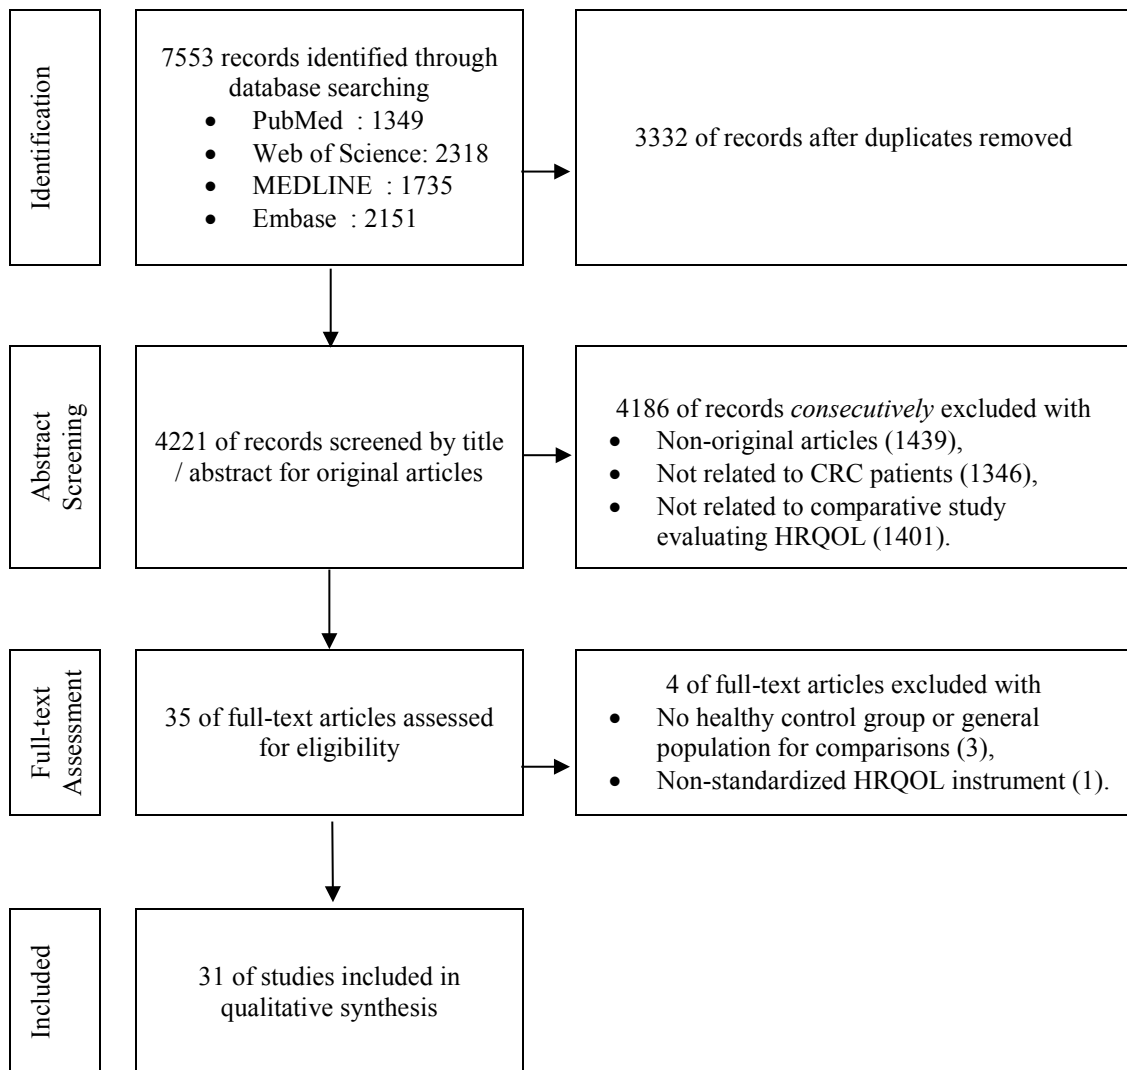 Identification
7553 records identified through
database searching
• PubMed : 1349
• Web of Science: 2318
• MEDLINE : 1735
• Embase : 2151
3332 of records after duplicates removed
Abstract
Screening
4221 of records screened by title
/ abstract for original articles
4186 of records consecutively excluded with
• Non-original articles (1439),
• Not related to CRC patients (1346),
• Not related to comparative study
evaluating HRQOL (1401).
Full-text
Assessment
35 of full-text articles assessed
for eligibility
4 of full-text articles excluded with
• No healthy control group or general
population for comparisons (3),
• Non-standardized HRQOL instrument (1).
Included
31 of studies included in
qualitative synthesis